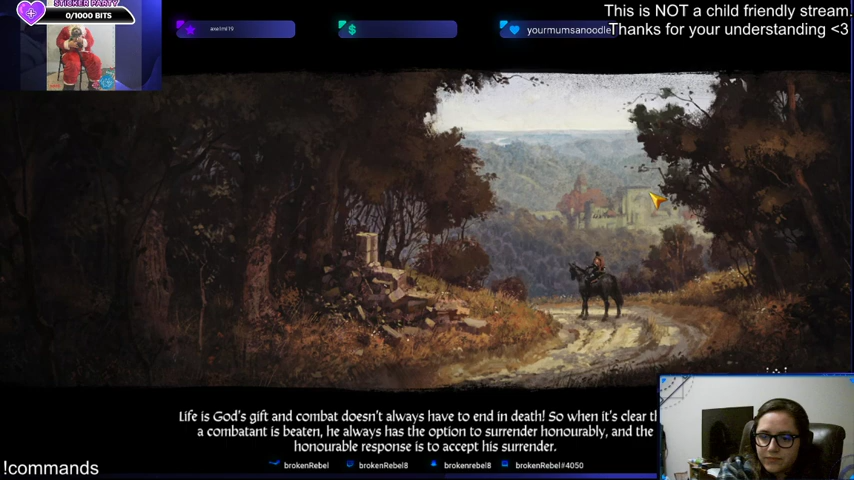 STICKER PARTY
0/1000 BITS
yourmumsanoodle
This is NOT a child friendly stream.
Thanks for your understanding <3
Life is God's gift and combat doesn't always have to end in death! So when it's clear
a combatant is beaten, he always has the option to surrender honourably, and the
honourable response is to accept his surrender.
!commands
brokenRebel
brokenRebel8
brokenrebel8
brokenRebel#4050